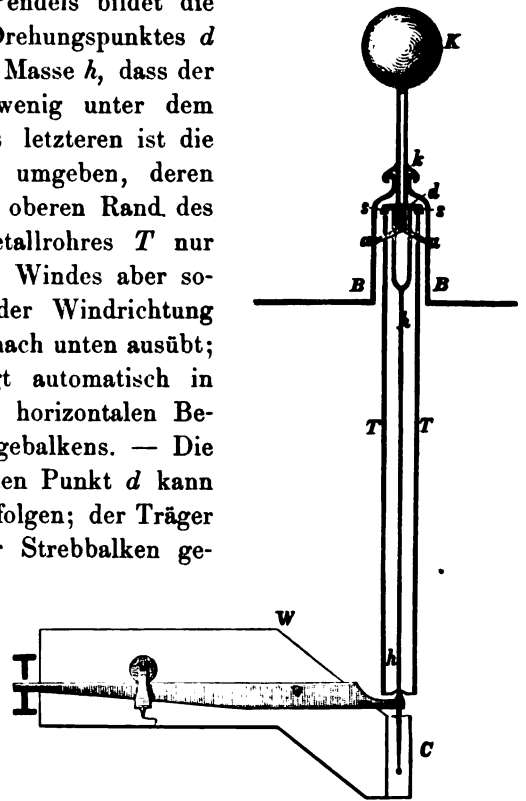 endels bildet die
Drehungspunktes d
Masse h, dass der
wenig unter dem
letzteren ist die
umgeben, deren
oberen Rand des
etallrohres T nur
Windes aber so-
der Windrichtung
nach unten ausübt;
t automatisch in
horizontalen Be-
gebalkens. — Die
en Punkt d kann
folgen; der Träger
Strebbalken ge-
K
k
d
s s
a a
B B
h
T T
W
h
C